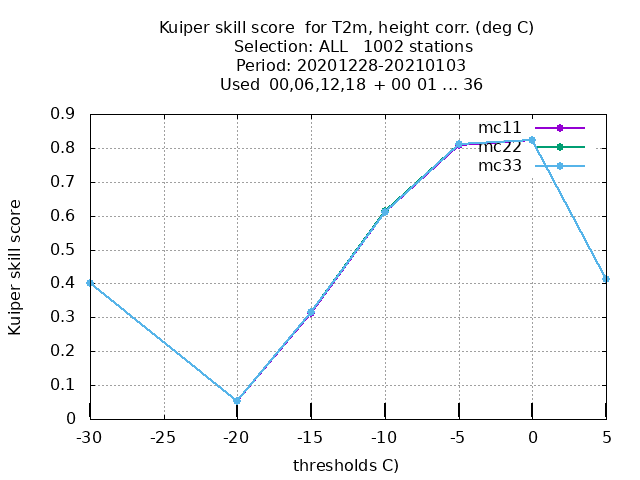 Kuiper skill score  for T2m, height corr. (deg C)
Selection: ALL   1002 stations
Period: 20201228-20210103
Used  00,06,12,18  + 00 01 ... 36
Kuiper skill score
0.9
0.8
0.7
0.6
0.5
0.4
0.3
0.2
0.1
0
mc11
mc22
mc33
-30 -25 -20 -15 -10 -5 0 5
thresholds C)